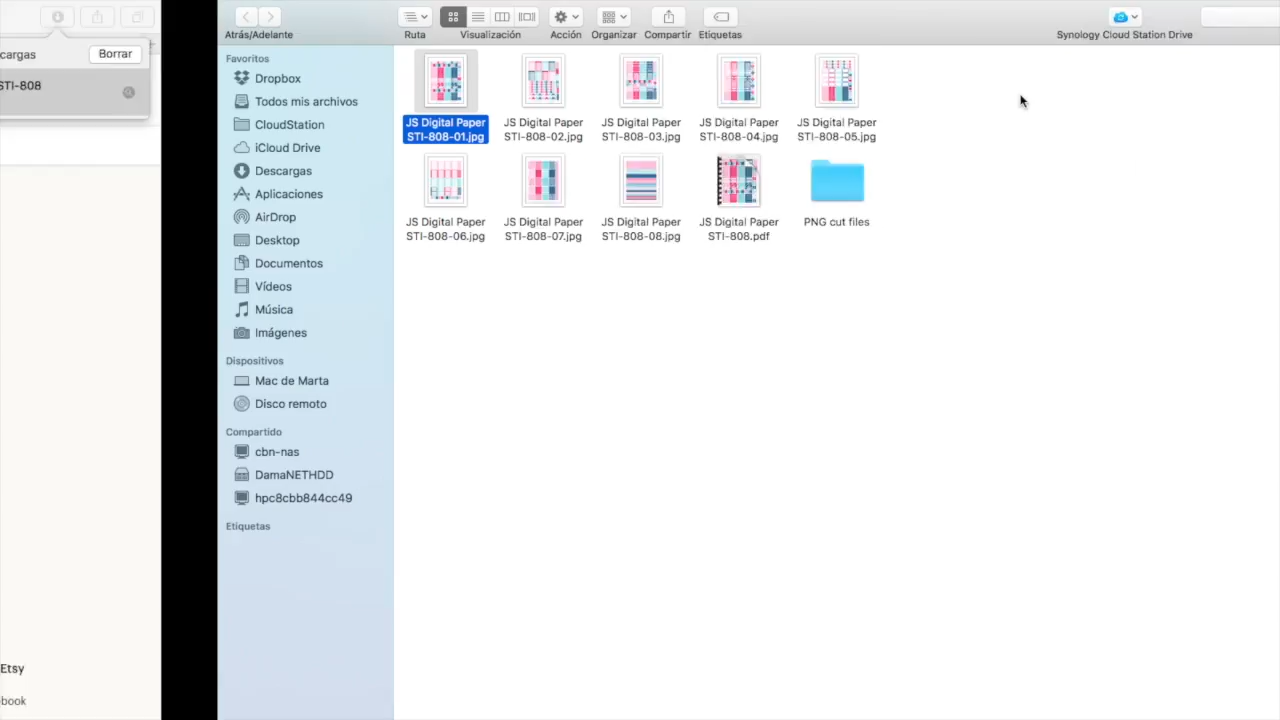 cargas
Borrar
STI-808
Etsy
book
Atrás/Adelante
Ruta
Visualización
Acción
Organizar
Compartir
Etiquetas
Synology Cloud Station Drive
Favoritos
Dropbox
Todos mis archivos
CloudStation
iCloud Drive
Descargas
Aplicaciones
AirDrop
Desktop
Documentos
Vídeos
Música
Imágenes
Dispositivos
Mac de Marta
Disco remoto
Compartido
cbn-nas
DamaNETHDD
hpc8cbb844cc49
Etiquetas
JS Digital Paper
STI-808-01.jpg
JS Digital Paper
STI-808-02.jpg
JS Digital Paper
STI-808-03.jpg
JS Digital Paper
STI-808-04.jpg
JS Digital Paper
STI-808-05.jpg
JS Digital Paper
STI-808-06.jpg
JS Digital Paper
STI-808-07.jpg
JS Digital Paper
STI-808-08.jpg
JS Digital Paper
STI-808.pdf
PNG cut files